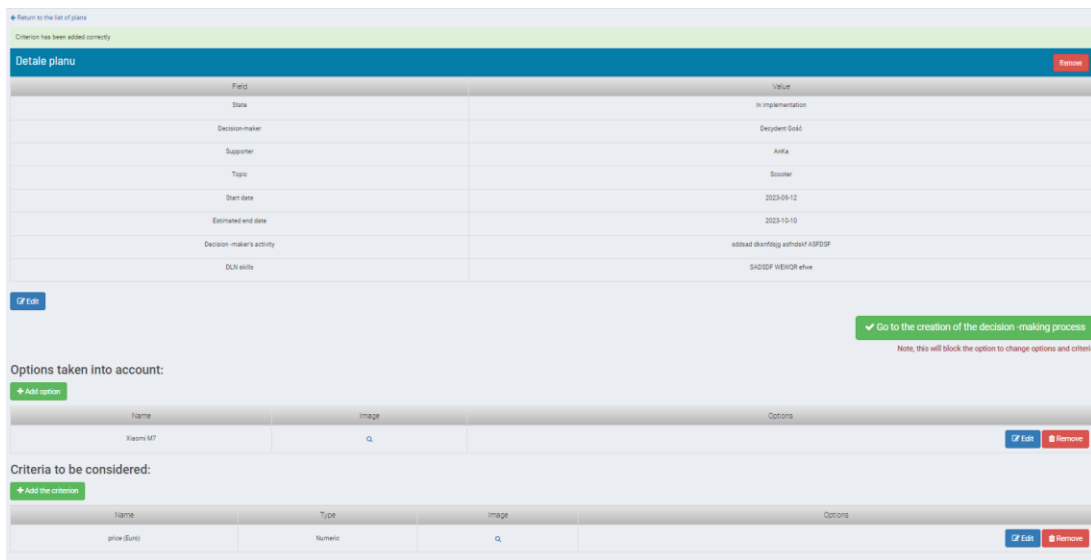 Return to the list of plans
Criterion has been added correctly
Detale planu Remove
Field Value
State In implementation
Decision-maker Decydent Gość
Supporter AnKa
Topic Scooter
Start date 2023-09-12
Estimated end date 2023-10-10
Decision -maker's activity
DLN skills SADSDF WEWQR efwe
Edit
Go to the creation of the decision -making process
Note, this will block the option to change options and criteri
Options taken into account:
+ Add option
Name Image Options
Xiaomi M7 Edit Remove
Criteria to be considered:
+ Add the criterion
Name Type Image Options
price (Euro) Numeric Edit Remove